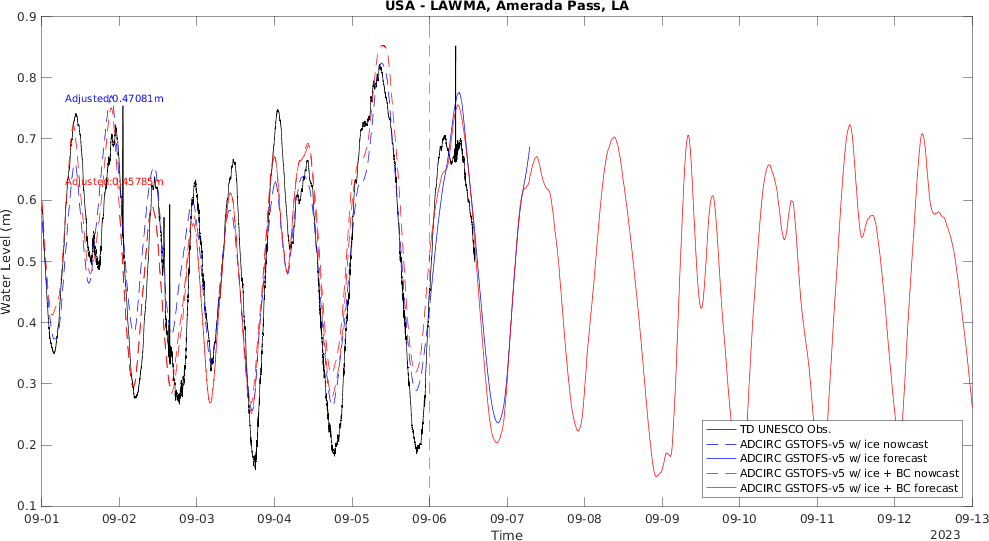 USA - LAWMA, Amerada Pass, LA
0.9
0.8
0.7
0.6
0.5
0.4
0.3
0.2
0.1
Water Level (m)
Adjusted:0.47081m
Adjusted:0.45785m
TD UNESCO Obs.
ADCIRC GSTOFS-v5 w/ ice nowcast
ADCIRC GSTOFS-v5 w/ ice forecast
ADCIRC GSTOFS-v5 w/ ice + BC nowcast
ADCIRC GSTOFS-v5 w/ ice + BC forecast
09-01 09-02 09-03 09-04 09-05 09-06 09-07 09-08 09-09 09-10 09-11 09-12 09-13
Time
2023